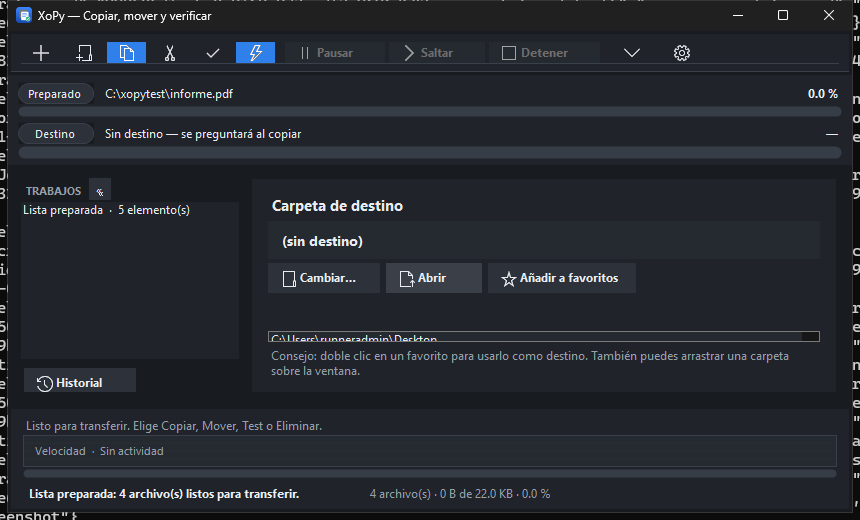 XoPy — Copiar, mover y verificar
Pausar
Saltar
Detener
Preparado
C:\xopytest\informe.pdf
0.0 %
Destino
Sin destino — se preguntará al copiar
—
TRABAJOS
«
Lista preparada · 5 elemento(s)
Historial
Carpeta de destino
(sin destino)
Cambiar...
Abrir
Añadir a favoritos
C:\Users\runneradmin\Desktop
Consejo: doble clic en un favorito para usarlo como destino. También puedes arrastrar una carpeta
sobre la ventana.
Listo para transferir. Elige Copiar, Mover, Test o Eliminar.
Velocidad · Sin actividad
Lista preparada: 4 archivo(s) listos para transferir.
4 archivo(s) · 0 B de 22.0 KB · 0.0 %
eenshot"}